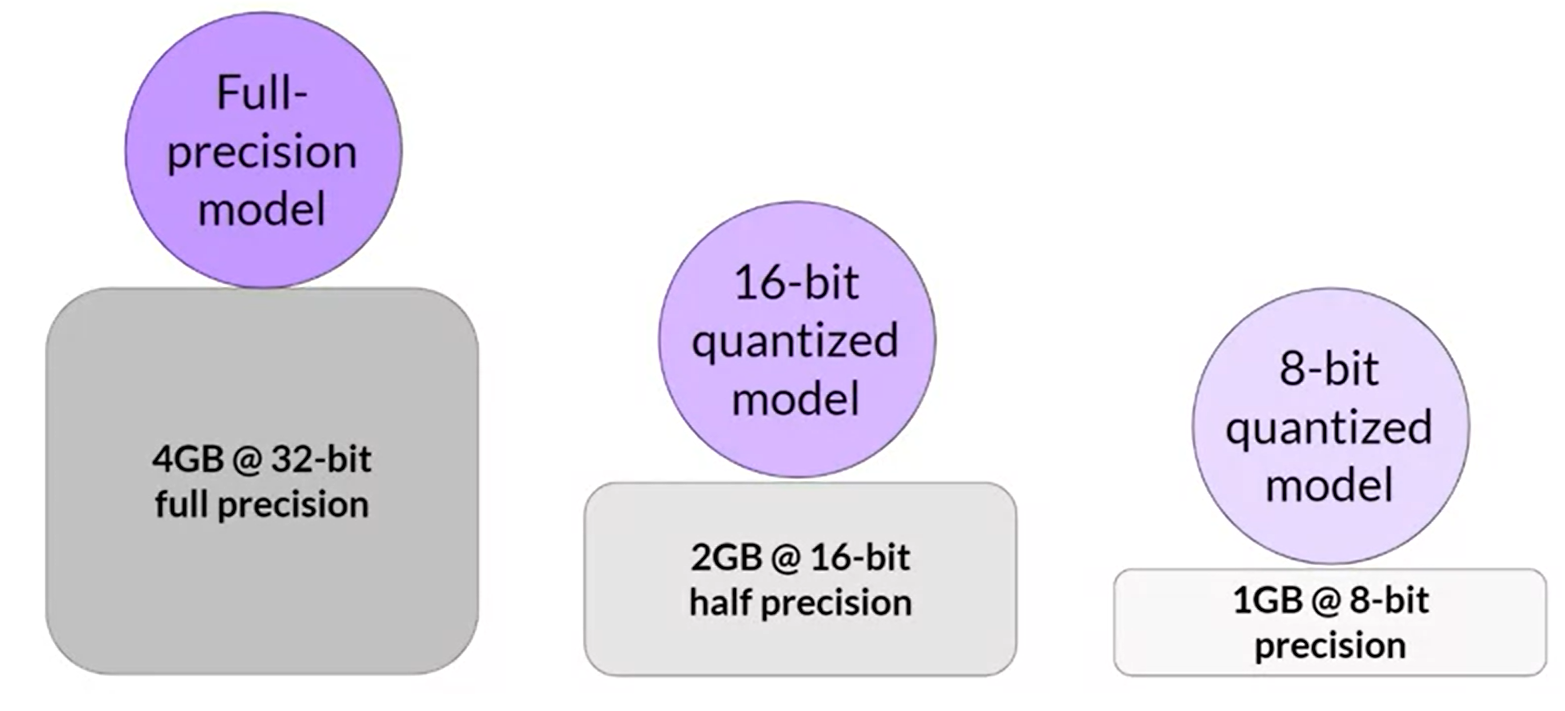 Full-
precision
model
4GB @ 32-bit
full precision
16-bit
quantized
model
2GB @ 16-bit
half precision
8-bit
quantized
model
1GB @ 8-bit
precision